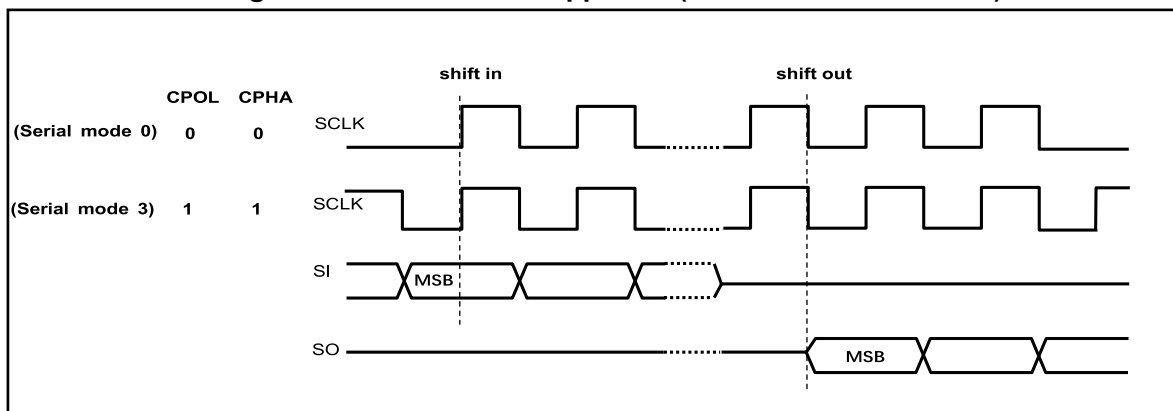 shift in shift out
CPOL CPHA
(Serial mode 0) 0 0 SCLK
(Serial mode 3) 1 1 SCLK
SI MSB
SO MSB